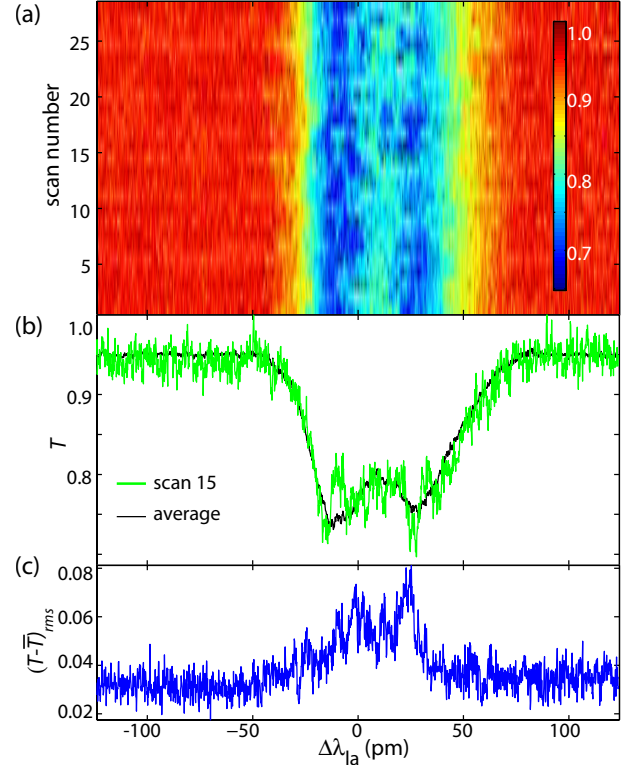 (a)
scan number
25
20
15
10
5
1.0
0.9
0.8
0.7
(b)
T
1.0
0.9
0.8
scan 15
average
(c)
(T-T̅)rms
0.08
0.06
0.04
0.02
-100 −50 0 50 100
Δλla (pm)